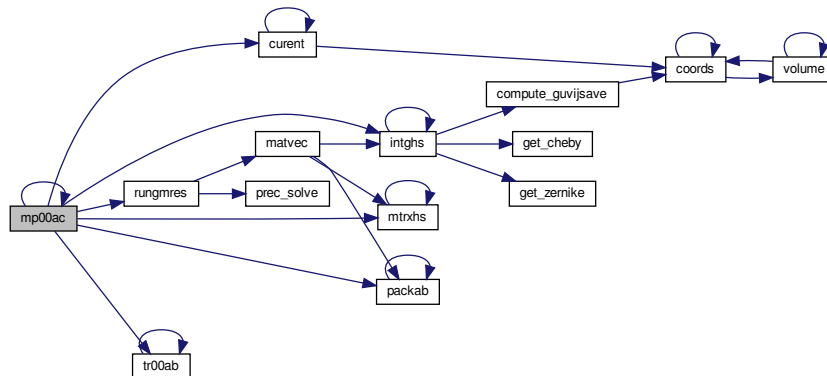 curent
coords
volume
compute_guvijsave
matvec
intghs
get_cheby
rungmres
prec_solve
get_zernike
mp00ac
mtrxhs
packab
tr00ab